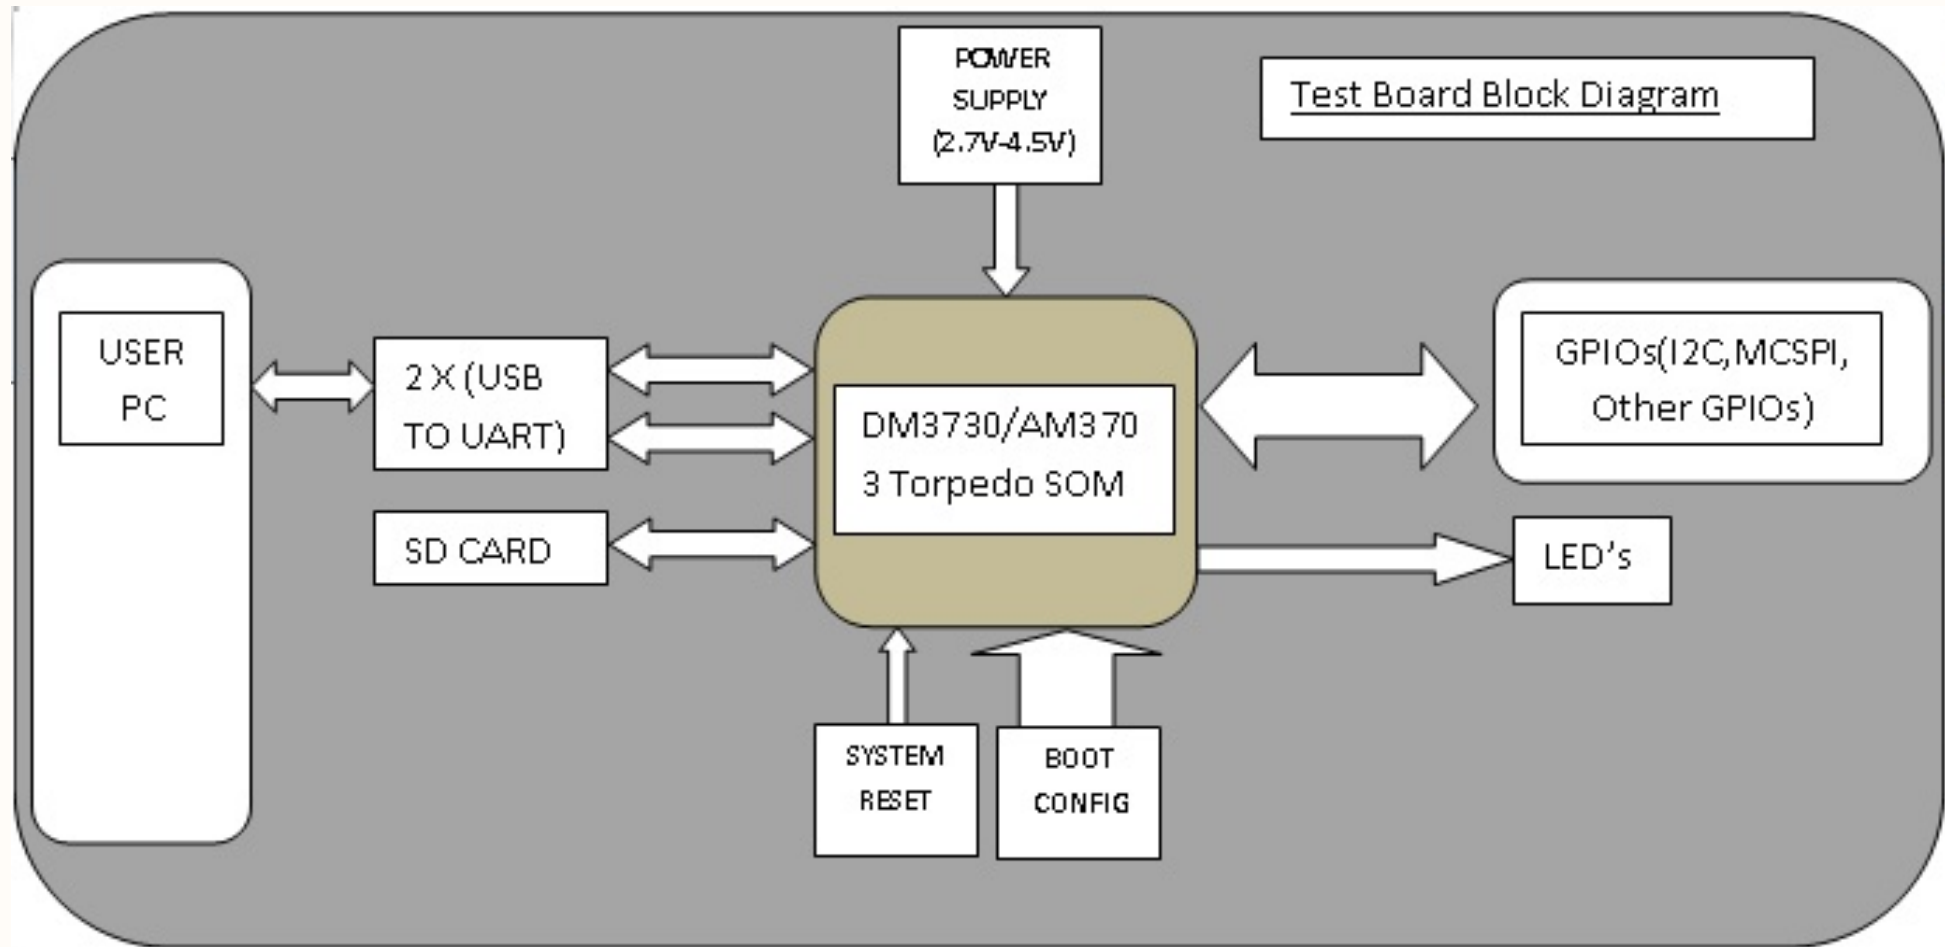 POWER
SUPPLY
(2.7V-4.5V)
Test Board Block Diagram
USER
PC
2 X (USB
TO UART)
SD CARD
DM3730/AM370
3 Torpedo SOM
GPIOs(I2C,MCSPI,
Other GPIOs)
LED's
SYSTEM
RESET
BOOT
CONFIG